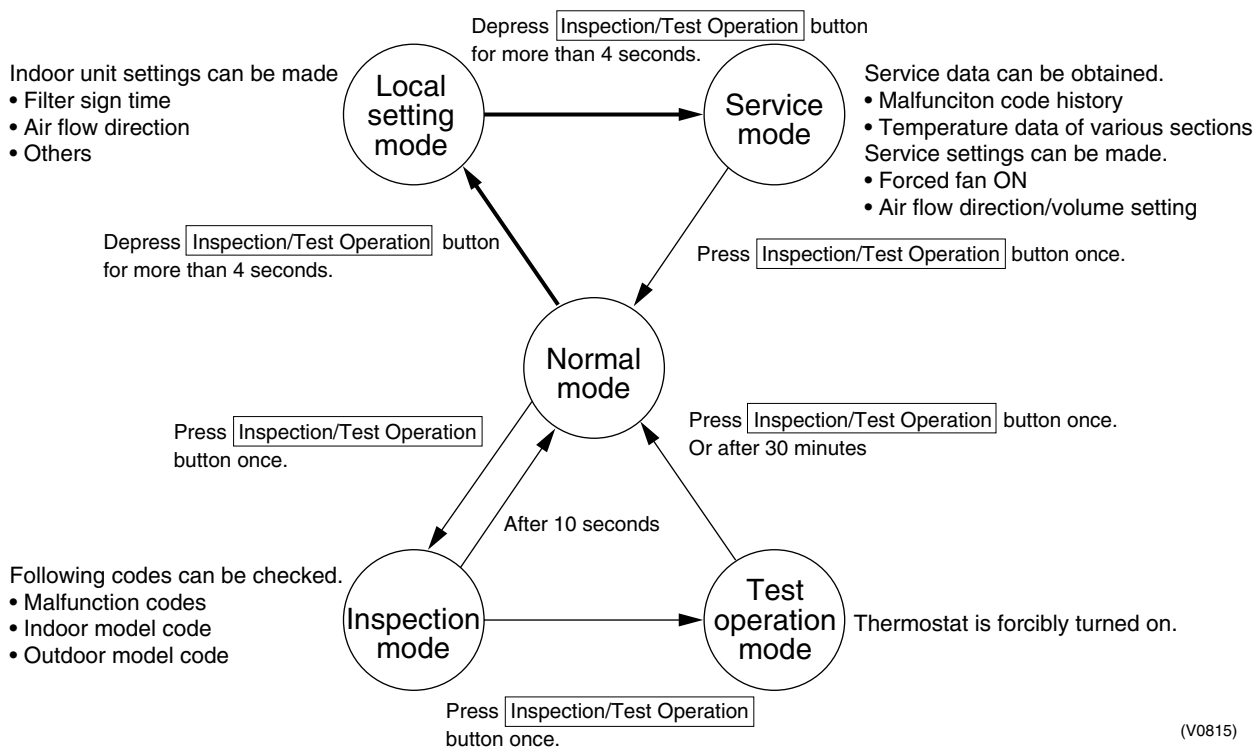 Depress Inspection/Test Operation button
for more than 4 seconds.
Indoor unit settings can be made
• Filter sign time
• Air flow direction
• Others
Local
setting
mode
Service
mode
Service data can be obtained.
• Malfunciton code history
• Temperature data of various sections
Service settings can be made.
• Forced fan ON
• Air flow direction/volume setting
Depress Inspection/Test Operation button
for more than 4 seconds.
Press Inspection/Test Operation button once.
Normal
mode
Press Inspection/Test Operation
button once.
Press Inspection/Test Operation button once.
Or after 30 minutes
After 10 seconds
Following codes can be checked.
• Malfunction codes
• Indoor model code
• Outdoor model code
Inspection
mode
Test
operation
mode
Thermostat is forcibly turned on.
Press Inspection/Test Operation
button once.
(V0815)